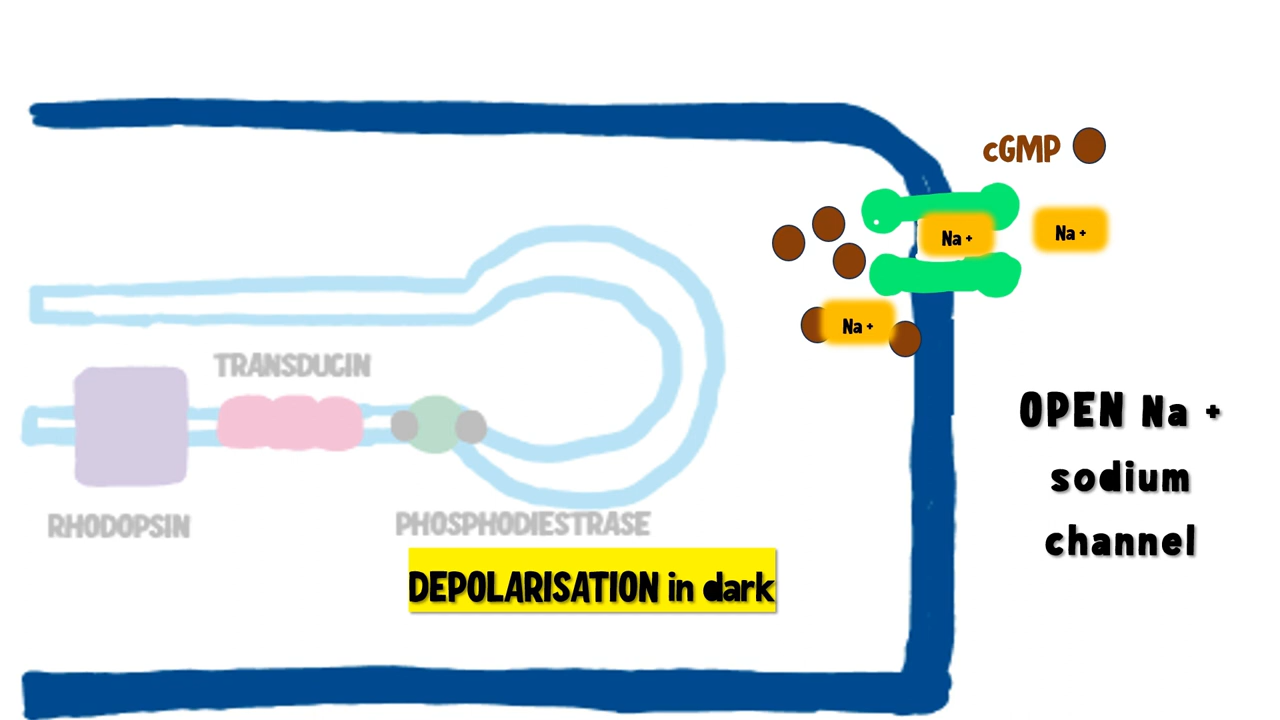 cGMP
Na +
Na +
Na +
TRANSDUCIN
OPEN Na +
sodium
channel
RHODOPSIN
PHOSPHODIESTRASE
DEPOLARISATION in dark